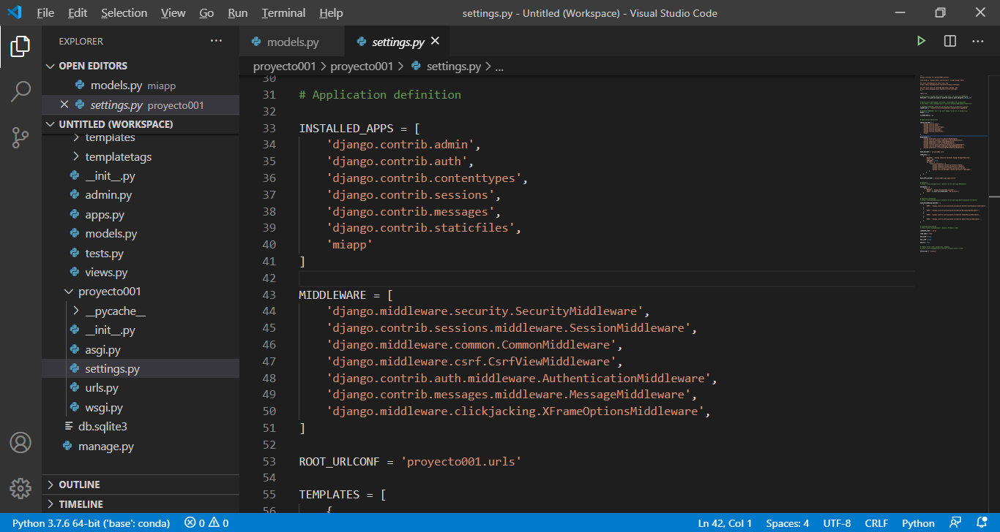 File Edit Selection View Go Run Terminal Help
settings.py - Untitled (Workspace) - Visual Studio Code
EXPLORER
OPEN EDITORS
models.py miapp
settings.py proyecto001
UNTITLED (WORKSPACE)
templates
templatetags
__init__.py
admin.py
apps.py
models.py
tests.py
views.py
proyecto001
__pycache__
__init__.py
asgi.py
settings.py
urls.py
wsgi.py
db.sqlite3
manage.py
OUTLINE
TIMELINE
models.py
settings.py
proyecto001 > proyecto001 > settings.py > ...
30
31 # Application definition
32
33 INSTALLED_APPS = [
34 'django.contrib.admin',
35 'django.contrib.auth',
36 'django.contrib.contenttypes',
37 'django.contrib.sessions',
38 'django.contrib.messages',
39 'django.contrib.staticfiles',
40 'miapp'
41 ]
42
43 MIDDLEWARE = [
44 'django.middleware.security.SecurityMiddleware',
45 'django.contrib.sessions.middleware.SessionMiddleware',
46 'django.middleware.common.CommonMiddleware',
47 'django.middleware.csrf.CsrfViewMiddleware',
48 'django.contrib.auth.middleware.AuthenticationMiddleware',
49 'django.contrib.messages.middleware.MessageMiddleware',
50 'django.middleware.clickjacking.XFrameOptionsMiddleware',
51 ]
52
53 ROOT_URLCONF = 'proyecto001.urls'
54
55 TEMPLATES = [
56 {
Python 3.7.6 64-bit ('base': conda) 0 0
Ln 42, Col 1 Spaces: 4 UTF-8 CRLF Python